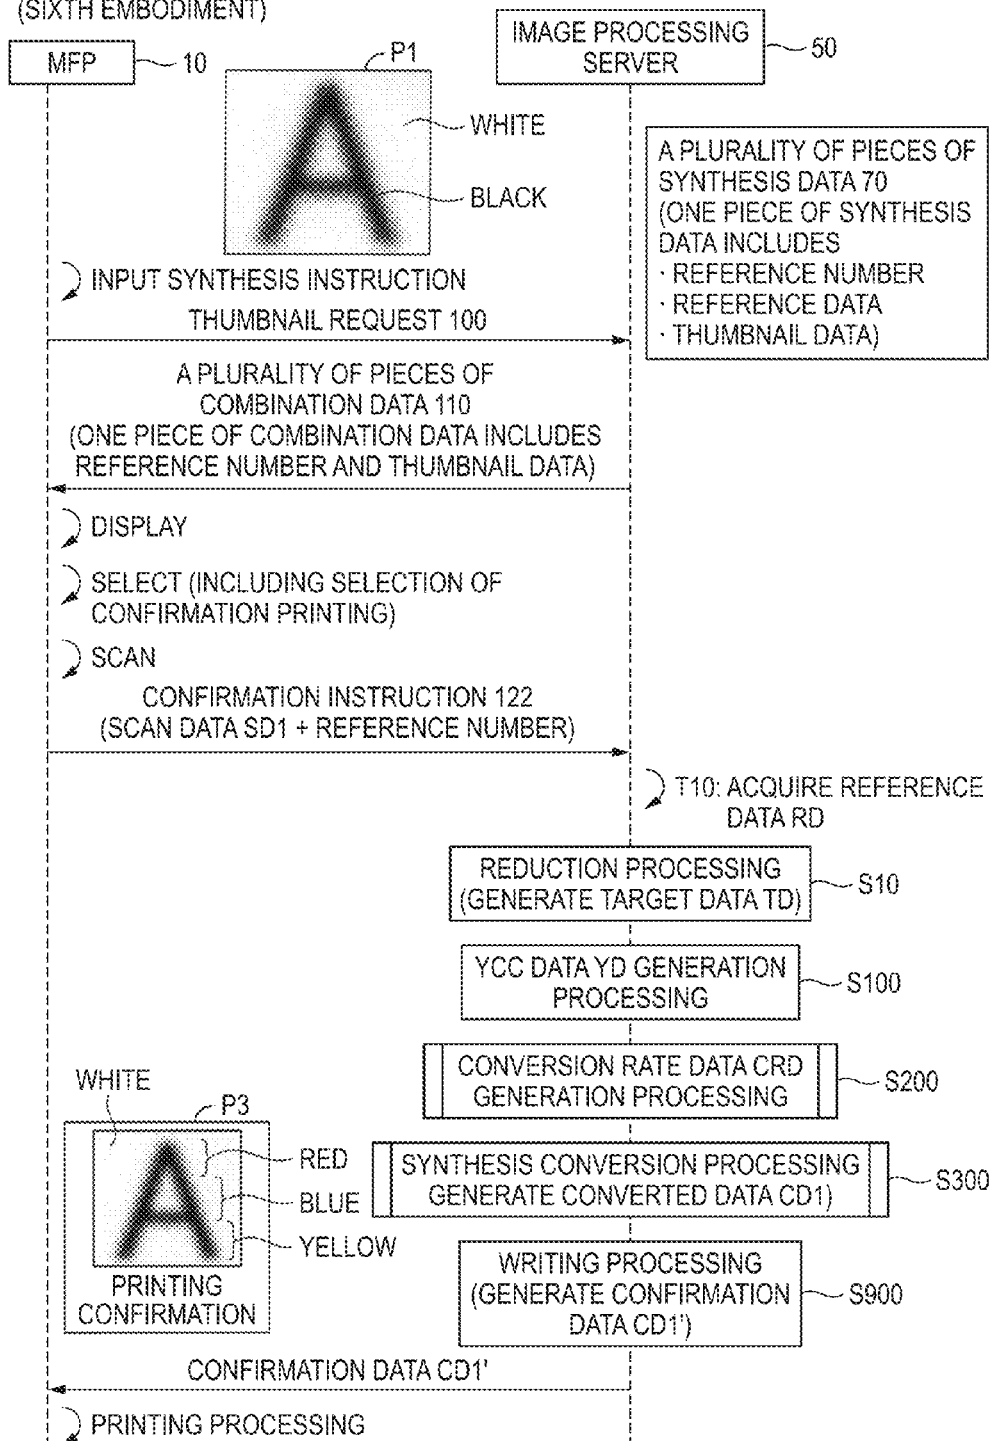 (SIXTH EMBODIMENT)
MFP
10
IMAGE PROCESSING
SERVER
50
P1
WHITE
BLACK
A
A PLURALITY OF PIECES OF
SYNTHESIS DATA 70
(ONE PIECE OF SYNTHESIS
DATA INCLUDES
· REFERENCE NUMBER
· REFERENCE DATA
· THUMBNAIL DATA)
INPUT SYNTHESIS INSTRUCTION
THUMBNAIL REQUEST 100
A PLURALITY OF PIECES OF
COMBINATION DATA 110
(ONE PIECE OF COMBINATION DATA INCLUDES
REFERENCE NUMBER AND THUMBNAIL DATA)
DISPLAY
SELECT (INCLUDING SELECTION OF
CONFIRMATION PRINTING)
SCAN
CONFIRMATION INSTRUCTION 122
(SCAN DATA SD1 + REFERENCE NUMBER)
T10: ACQUIRE REFERENCE
DATA RD
REDUCTION PROCESSING
(GENERATE TARGET DATA TD)
S10
YCC DATA YD GENERATION
PROCESSING
S100
CONVERSION RATE DATA CRD
GENERATION PROCESSING
S200
WHITE
P3
A
RED
BLUE
YELLOW
PRINTING
CONFIRMATION
SYNTHESIS CONVERSION PROCESSING
GENERATE CONVERTED DATA CD1)
S300
WRITING PROCESSING
(GENERATE CONFIRMATION
DATA CD1')
S900
CONFIRMATION DATA CD1'
PRINTING PROCESSING